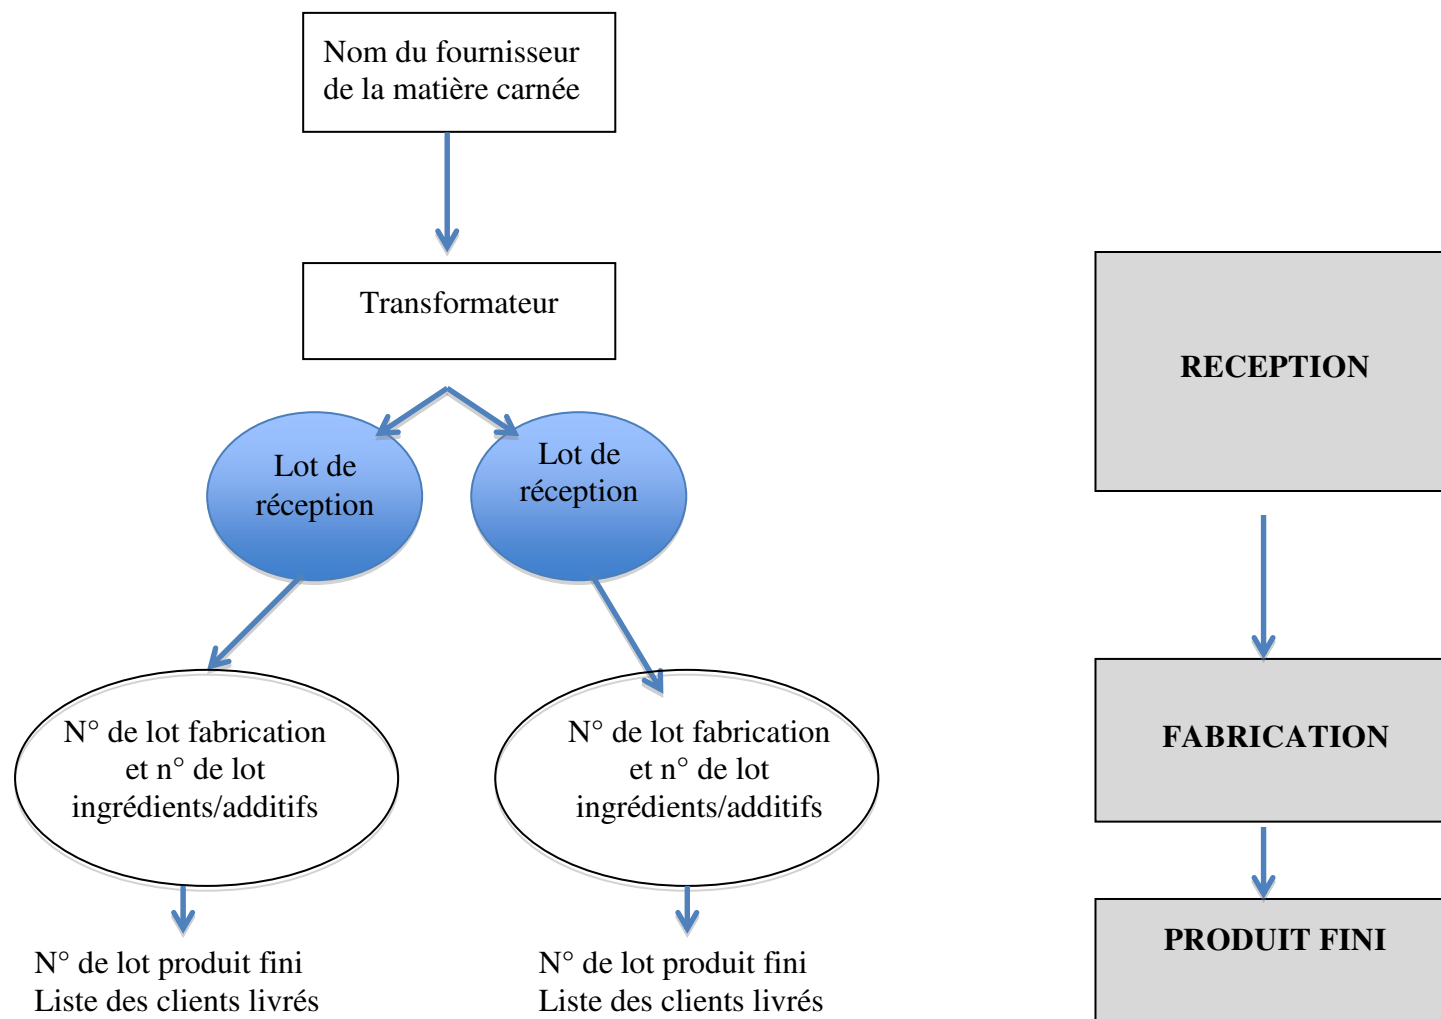 Nom du fournisseur
de la matière carnée
Transformateur
RECEPTION
Lot de
réception
Lot de
réception
N° de lot fabrication
et n° de lot
ingrédients/additifs
N° de lot fabrication
et n° de lot
ingrédients/additifs
FABRICATION
N° de lot produit fini
Liste des clients livrés
N° de lot produit fini
Liste des clients livrés
PRODUIT FINI